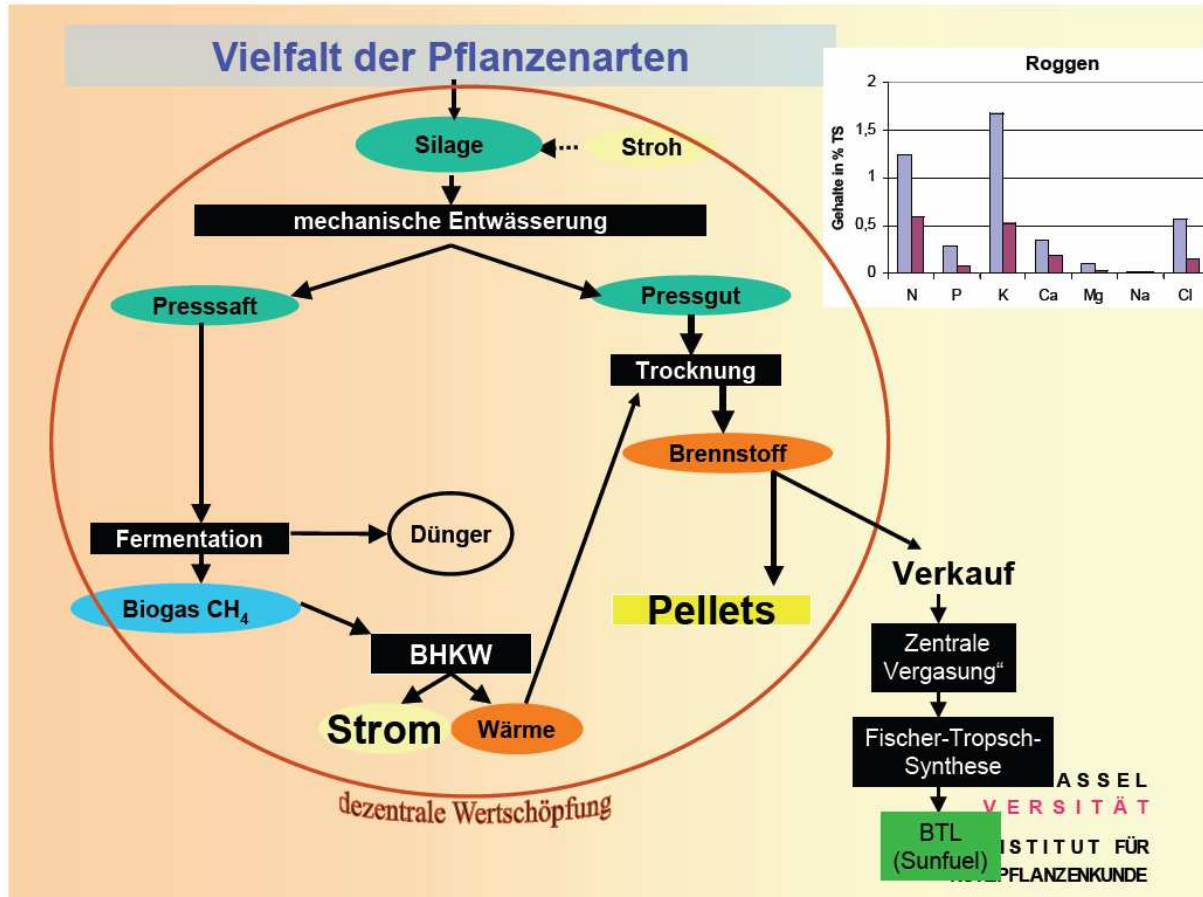 Vielfalt der Pflanzenarten
Silage
Stroh
mechanische Entwässerung
Presssaft
Pressgut
Trocknung
Brennstoff
Fermentation
Dünger
Biogas CH₄
BHKW
Strom
Wärme
Pellets
dezentrale Wertschöpfung
Verkauf
Zentrale
Vergasung“
Fischer-Tropsch-
Synthese
BTL
(Sunfuel)
Roggen
Gehalte in % TS
2
1,5
1
0,5
0
N P K Ca Mg Na Cl
ASSEL
VERSITÄT
ISTITUT FÜR
PFLANZENKUNDE